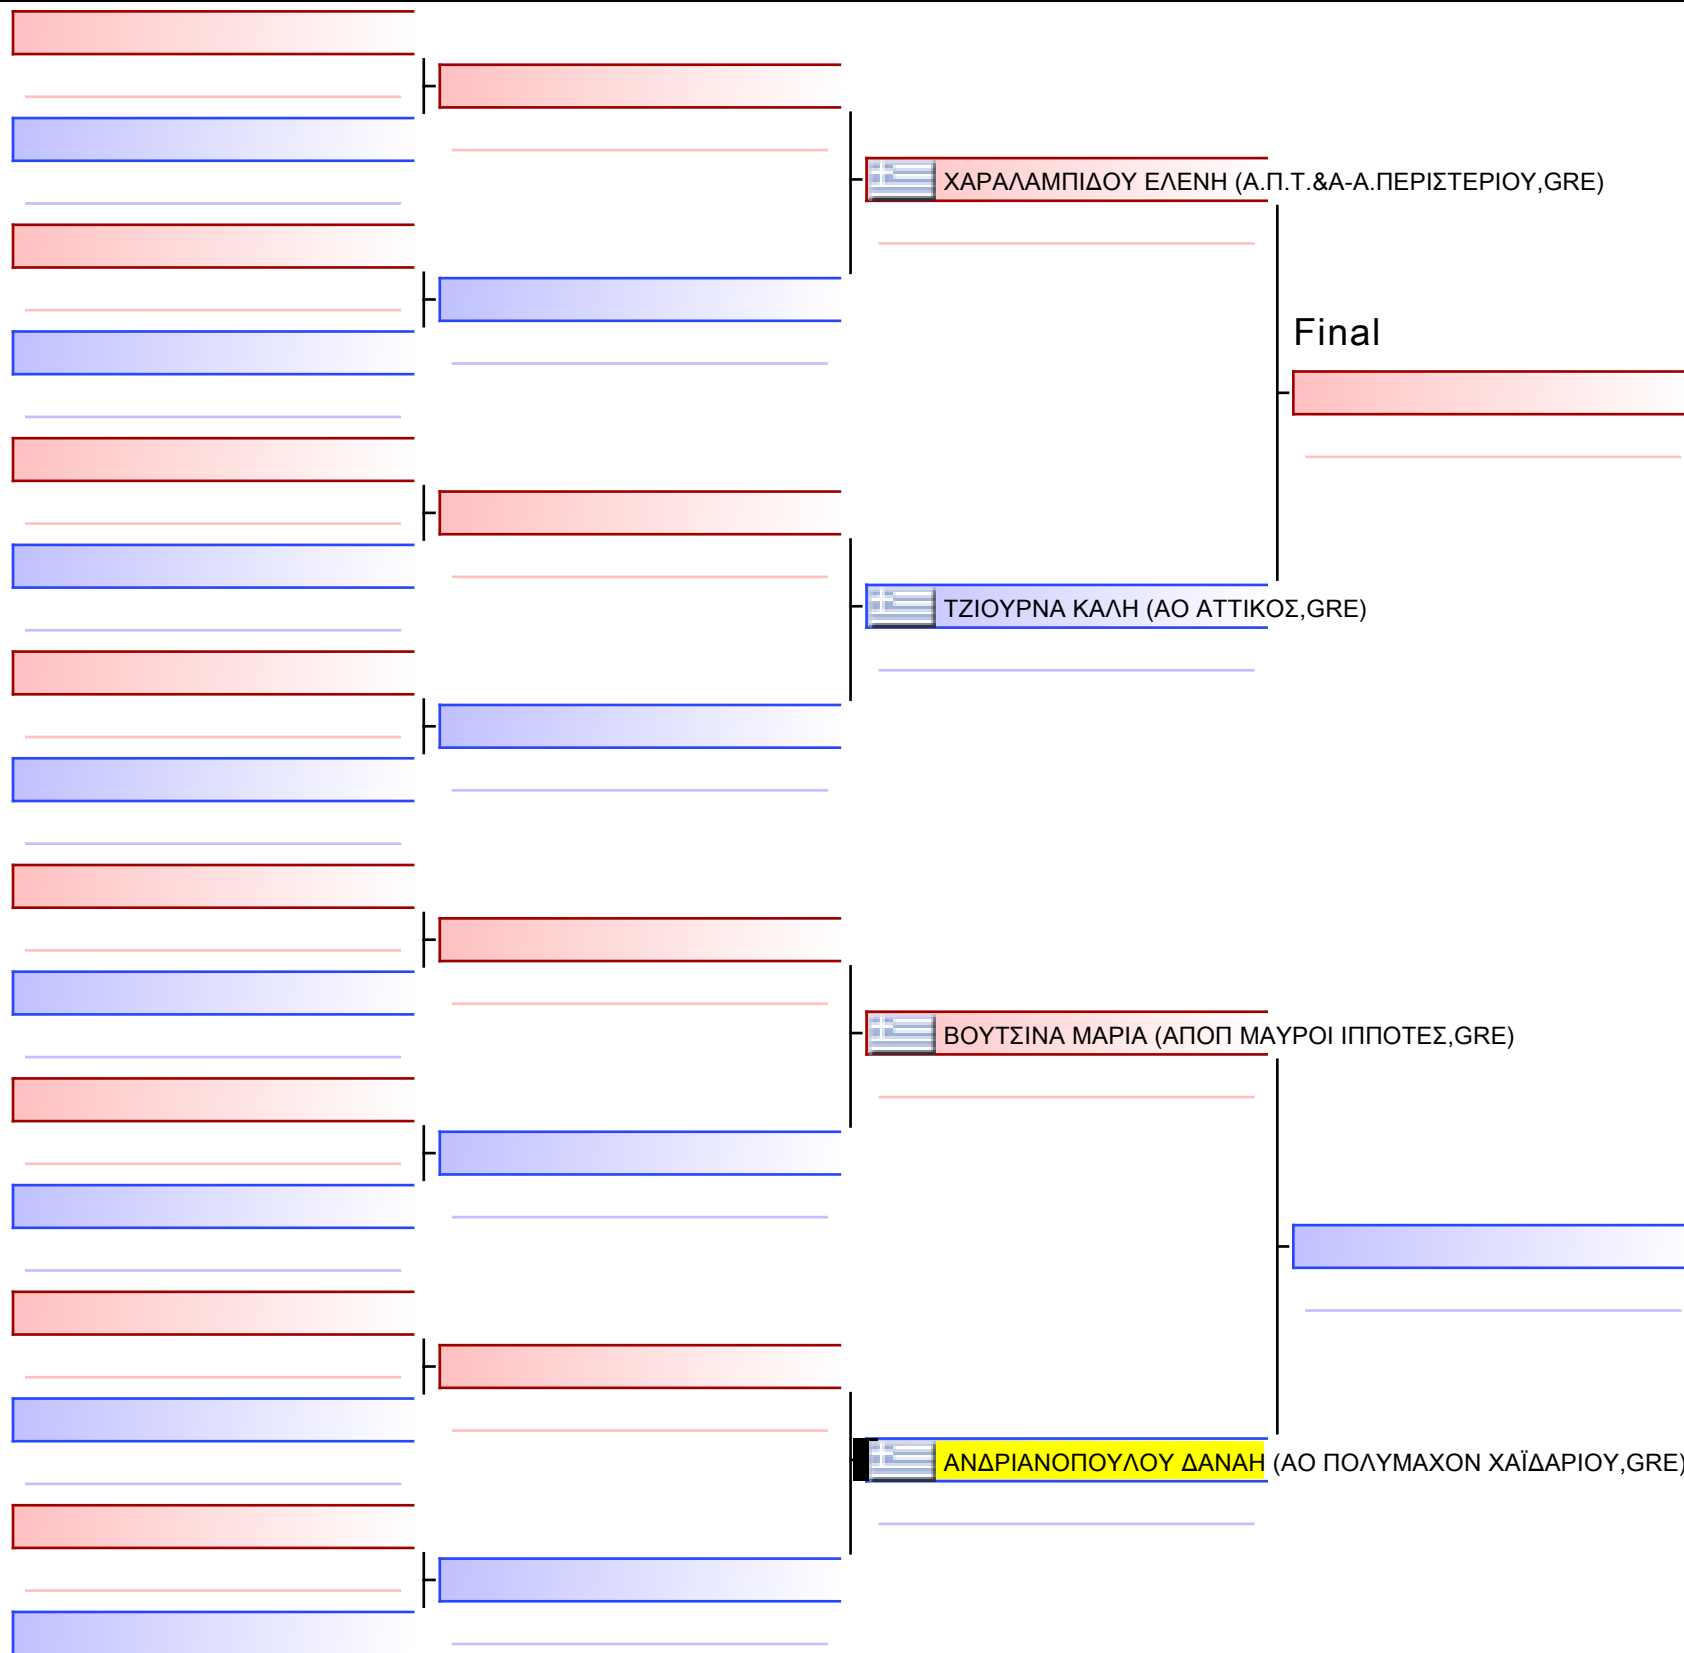 ΧΑΡΑΛΑΜΠΙΔΟΥ ΕΛΕΝΗ (Α.Π.Τ.&Α-Α.ΠΕΡΙΣΤΕΡΙΟΥ,GRE)
Final
ΤΖΙΟΥΡΝΑ ΚΑΛΗ (ΑΟ ΑΤΤΙΚΟΣ,GRE)
ΒΟΥΤΣΙΝΑ ΜΑΡΙΑ (ΑΠΟΠ ΜΑΥΡΟΙ ΙΠΠΟΤΕΣ,GRE)
ΑΝΔΡΙΑΝΟΠΟΥΛΟΥ ΔΑΝΑΗ (ΑΟ ΠΟΛΥΜΑΧΟΝ ΧΑΪΔΑΡΙΟΥ,GRE)